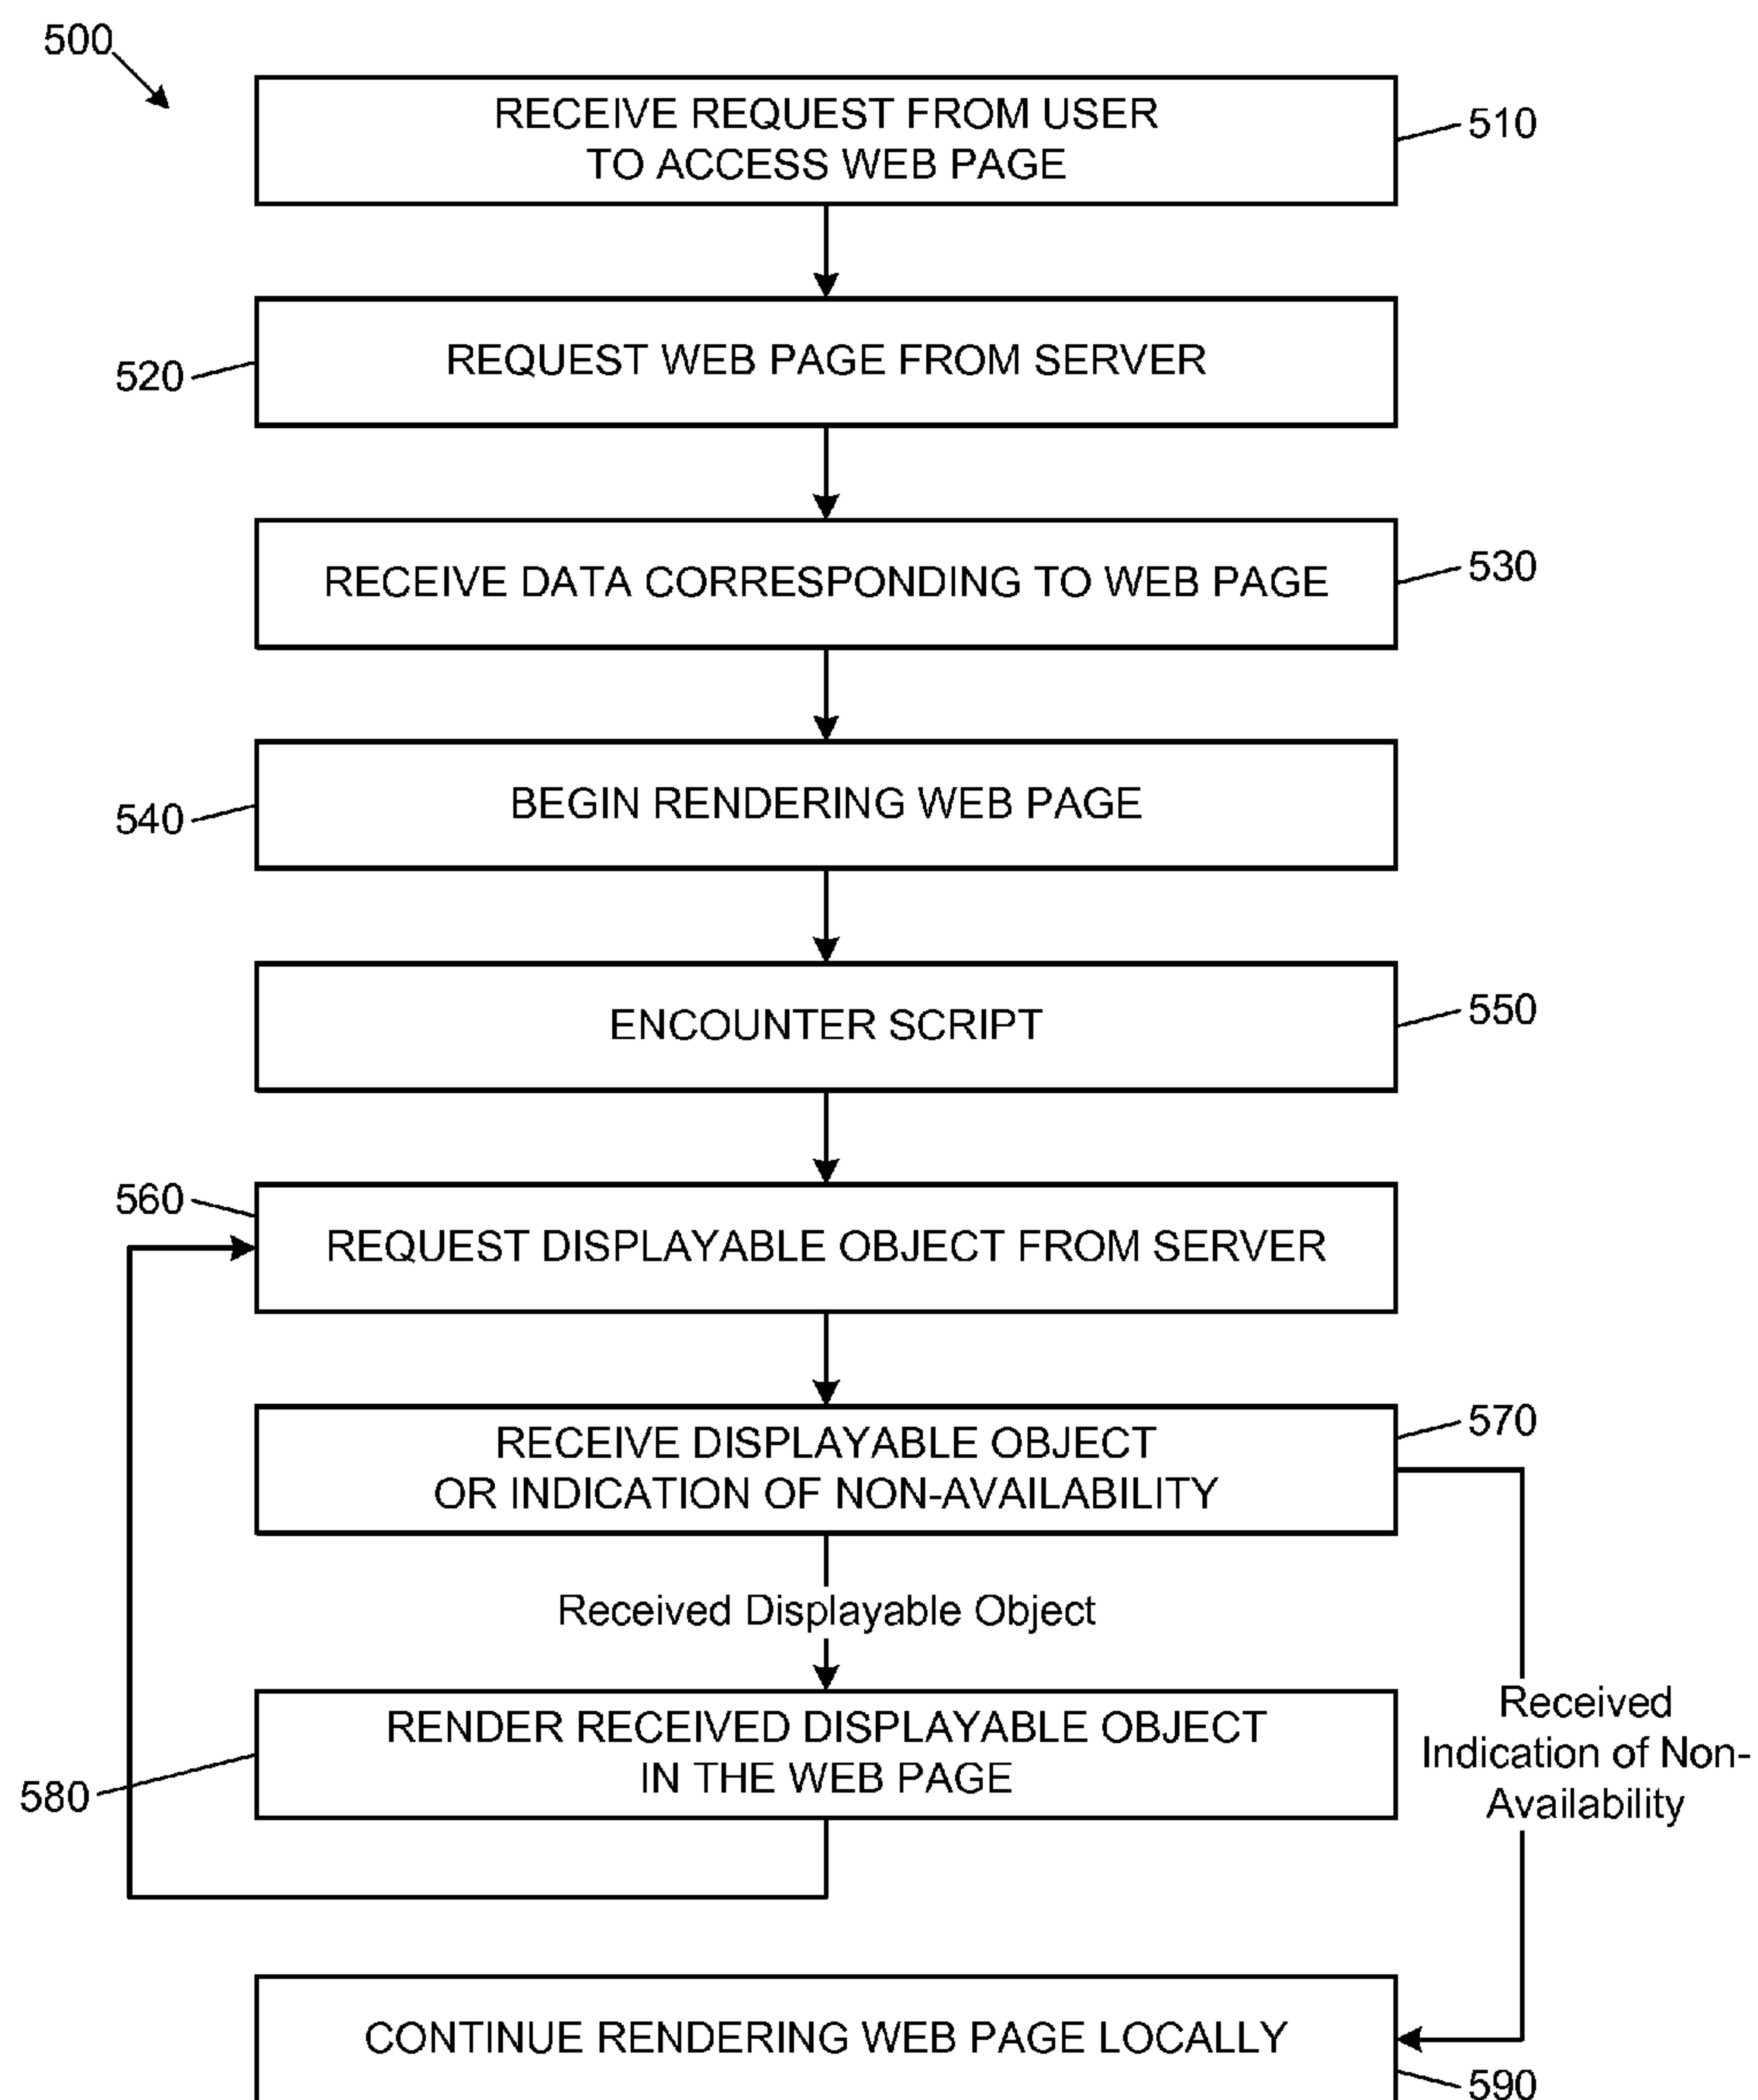 500
RECEIVE REQUEST FROM USER
TO ACCESS WEB PAGE
510
REQUEST WEB PAGE FROM SERVER
520
RECEIVE DATA CORRESPONDING TO WEB PAGE
530
BEGIN RENDERING WEB PAGE
540
ENCOUNTER SCRIPT
550
560
REQUEST DISPLAYABLE OBJECT FROM SERVER
RECEIVE DISPLAYABLE OBJECT
OR INDICATION OF NON-AVAILABILITY
570
Received Displayable Object
RENDER RECEIVED DISPLAYABLE OBJECT
IN THE WEB PAGE
580
Received
Indication of Non-
Availability
CONTINUE RENDERING WEB PAGE LOCALLY
590